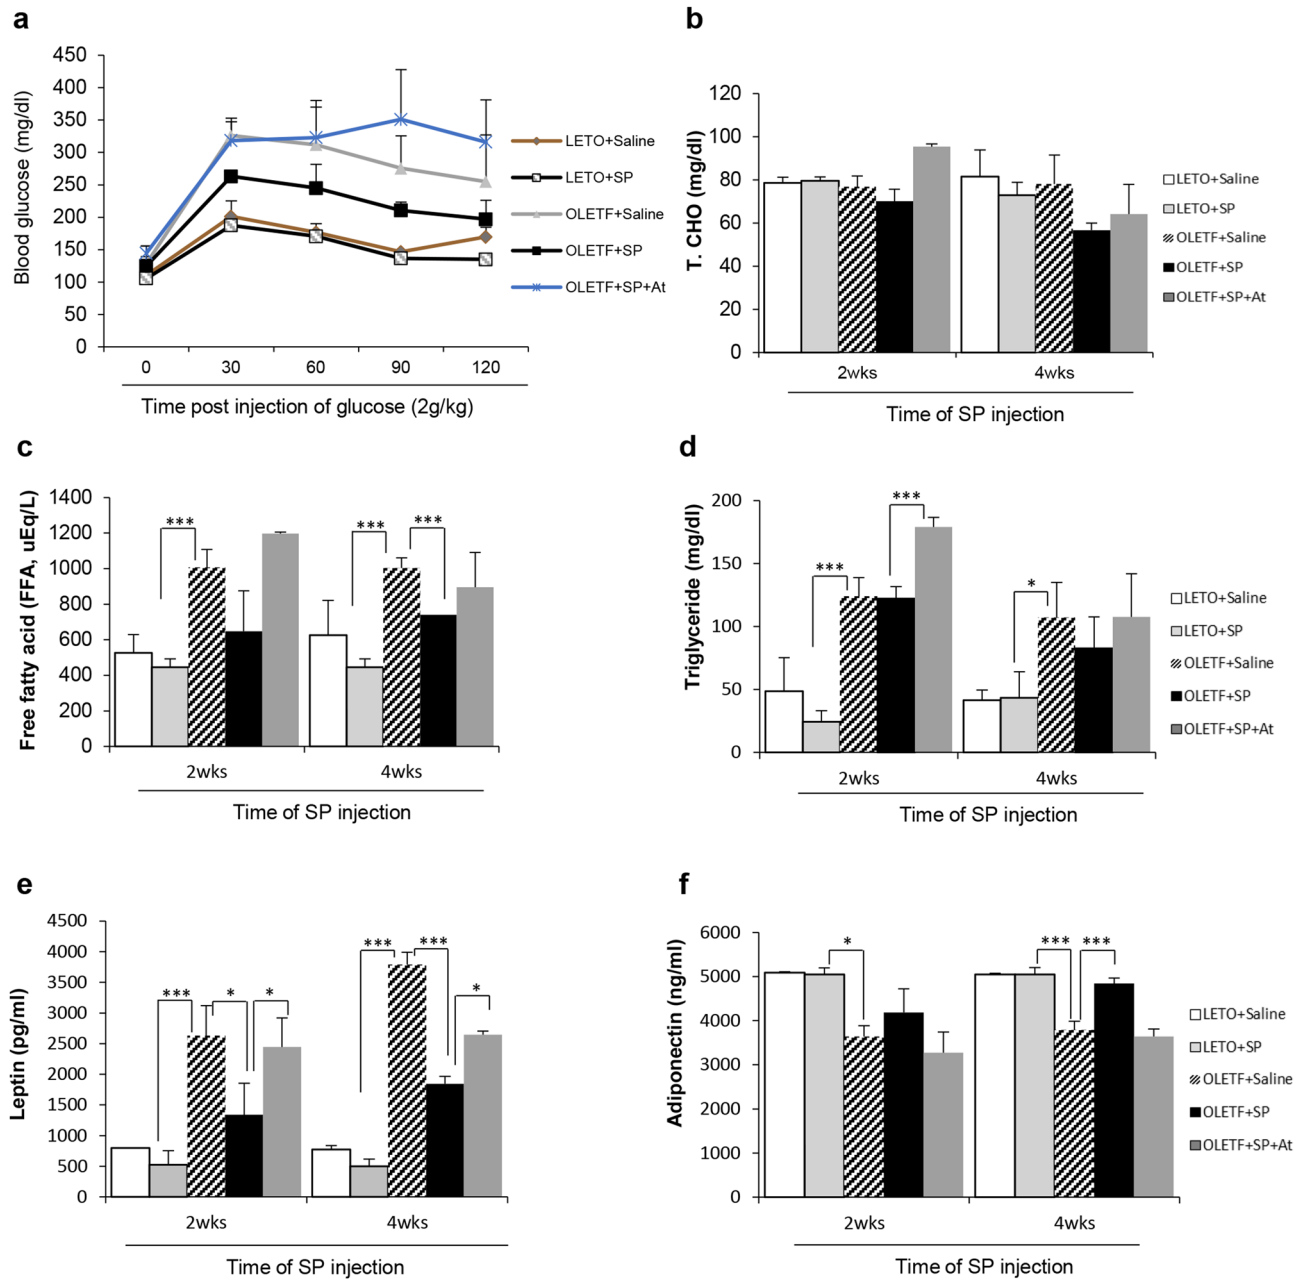 a
450
400
350
300
250
200
150
100
50
0
Blood glucose (mg/dl)
0 30 60 90 120
Time post injection of glucose (2g/kg)
LETO+Saline
LETO+SP
OLETF+Saline
OLETF+SP
OLETF+SP+At
b
120
100
80
60
40
20
0
T. CHO (mg/dl)
2wks 4wks
Time of SP injection
LETO+Saline
LETO+SP
OLETF+Saline
OLETF+SP
OLETF+SP+At
c
1400
1200
1000
800
600
400
200
0
Free fatty acid (FFA, uEq/L)
*** *** ***
2wks 4wks
Time of SP injection
d
200
150
100
50
0
Triglyceride (mg/dl)
***
***
*
2wks 4wks
Time of SP injection
LETO+Saline
LETO+SP
OLETF+Saline
OLETF+SP
OLETF+SP+At
e
4500
4000
3500
3000
2500
2000
1500
1000
500
0
Leptin (pg/ml)
*** * * *** *** *
2wks 4wks
Time of SP injection
f
6000
5000
4000
3000
2000
1000
0
Adiponectin (ng/ml)
* *** ***
2wks 4wks
Time of SP injection
LETO+Saline
LETO+SP
OLETF+Saline
OLETF+SP
OLETF+SP+At